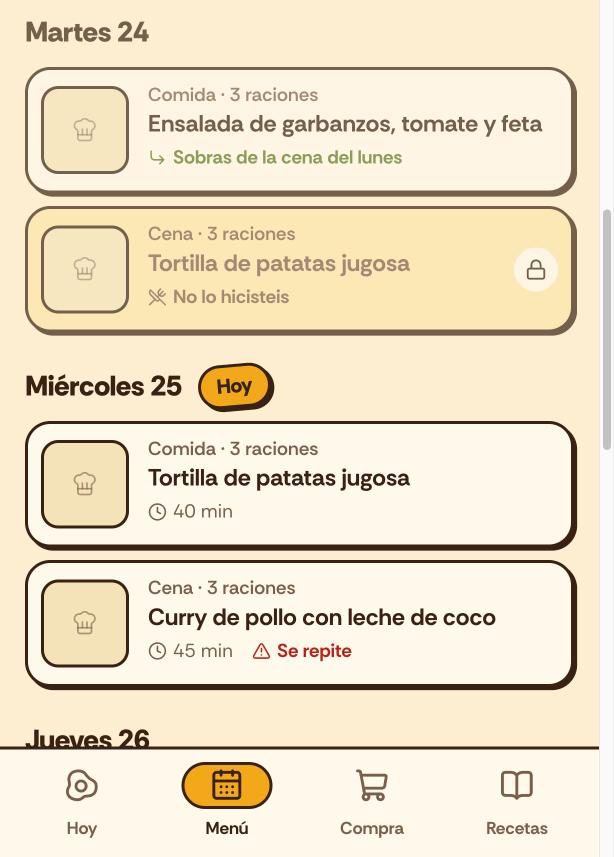 Martes 24
Comida · 3 raciones
Ensalada de garbanzos, tomate y feta
Sobras de la cena del lunes
Cena · 3 raciones
Tortilla de patatas jugosa
No lo hicisteis
Miércoles 25
Hoy
Comida · 3 raciones
Tortilla de patatas jugosa
40 min
Cena · 3 raciones
Curry de pollo con leche de coco
45 min Se repite
Jueves 26
Hoy Menú Compra Recetas